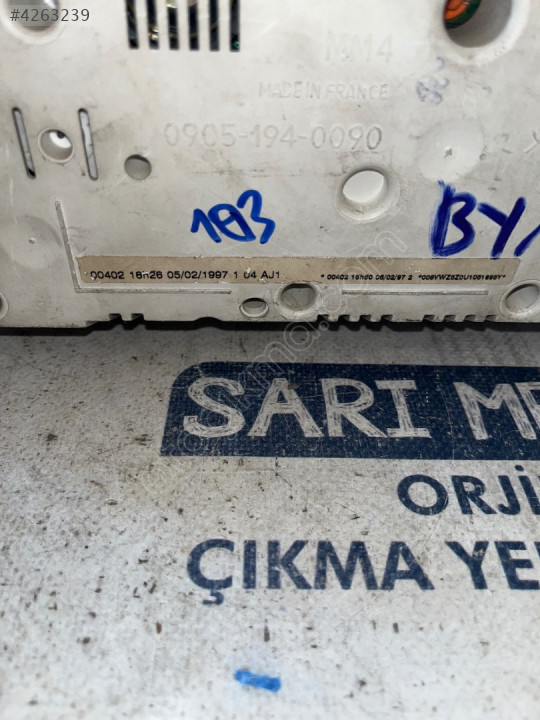 #4263239
MM4
MADE IN FRANCE
0905-194-0090
103
BY
00402 16h26 05/02/1997 1 04 AJ1
SARI
ORJİ
ÇIKMA YE